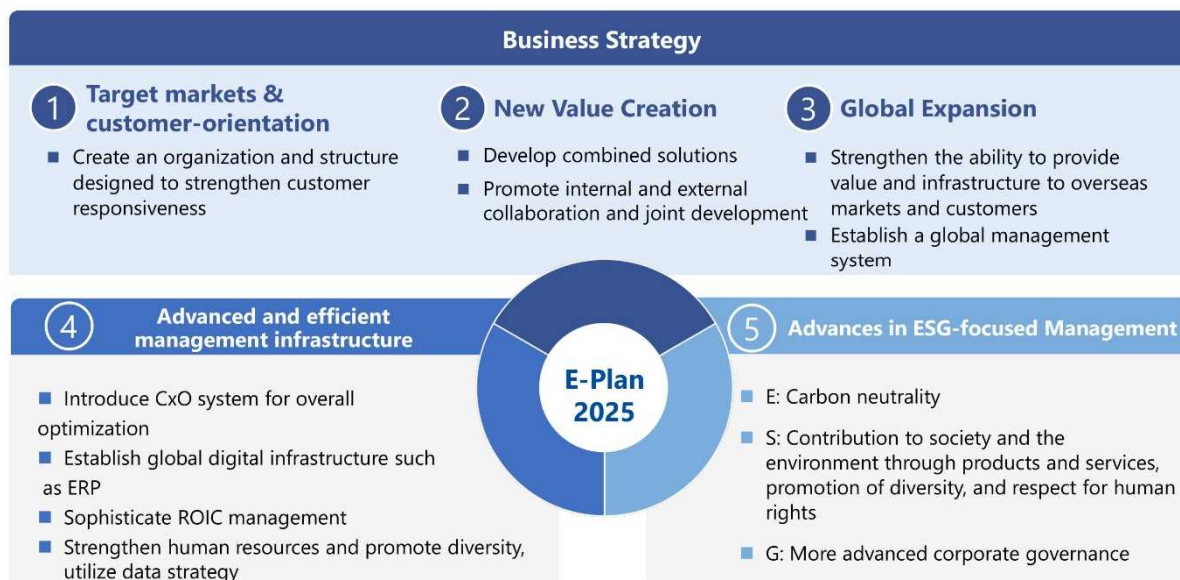 Business Strategy
1
Target markets &
customer-orientation
■ Create an organization and structure
designed to strengthen customer
responsiveness
2
New Value Creation
■ Develop combined solutions
■ Promote internal and external
collaboration and joint development
3
Global Expansion
■ Strengthen the ability to provide
value and infrastructure to overseas
markets and customers
■ Establish a global management
system
4
Advanced and efficient
management infrastructure
■ Introduce CxO system for overall
optimization
■ Establish global digital infrastructure such
as ERP
■ Sophisticate ROIC management
■ Strengthen human resources and promote diversity,
utilize data strategy
E-Plan
2025
5
Advances in ESG-focused Management
■ E: Carbon neutrality
■ S: Contribution to society and the
environment through products and services,
promotion of diversity, and respect for human
rights
■ G: More advanced corporate governance